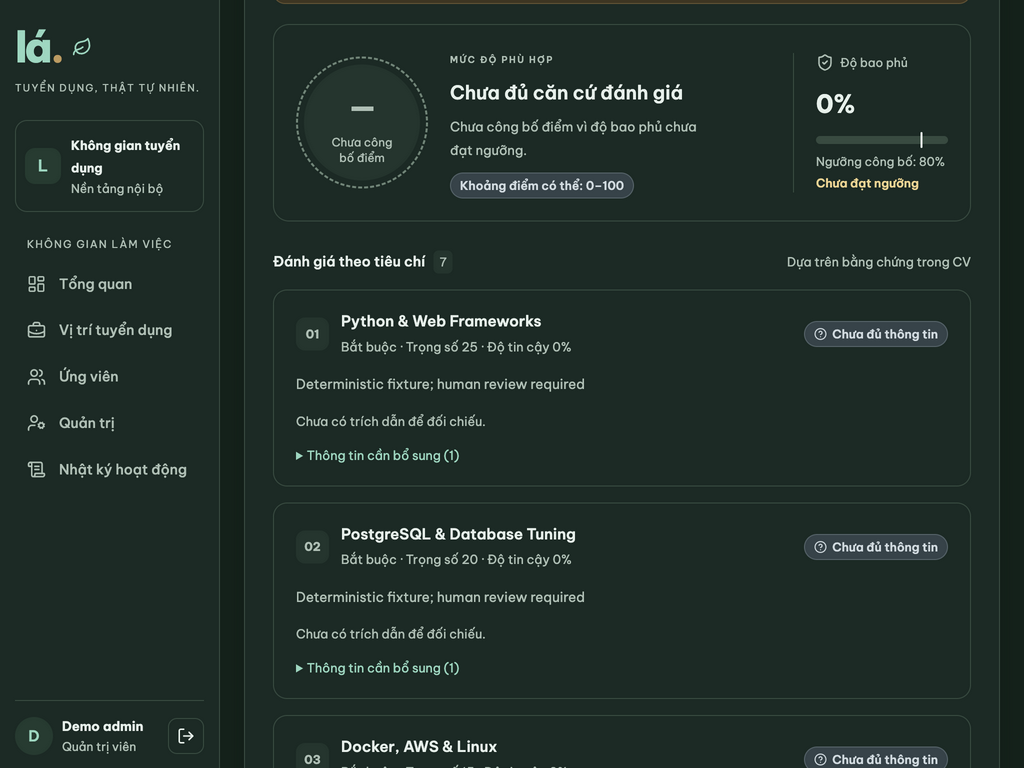 lá.
TUYỂN DỤNG, THẬT TỰ NHIÊN.
L
Không gian tuyển
dụng
Nền tảng nội bộ
KHÔNG GIAN LÀM VIỆC
Tổng quan
Vị trí tuyển dụng
Ứng viên
Quản trị
Nhật ký hoạt động
D
Demo admin
Quản trị viên
—
Chưa công
bố điểm
MỨC ĐỘ PHÙ HỢP
Chưa đủ căn cứ đánh giá
Chưa công bố điểm vì độ bao phủ chưa
đạt ngưỡng.
Khoảng điểm có thể: 0–100
Độ bao phủ
0%
Ngưỡng công bố: 80%
Chưa đạt ngưỡng
Đánh giá theo tiêu chí 7
Dựa trên bằng chứng trong CV
01
Python & Web Frameworks
Bắt buộc · Trọng số 25 · Độ tin cậy 0%
Chưa đủ thông tin
Deterministic fixture; human review required
Chưa có trích dẫn để đối chiếu.
Thông tin cần bổ sung (1)
02
PostgreSQL & Database Tuning
Bắt buộc · Trọng số 20 · Độ tin cậy 0%
Chưa đủ thông tin
Deterministic fixture; human review required
Chưa có trích dẫn để đối chiếu.
Thông tin cần bổ sung (1)
03
Docker, AWS & Linux
Chưa đủ thông tin